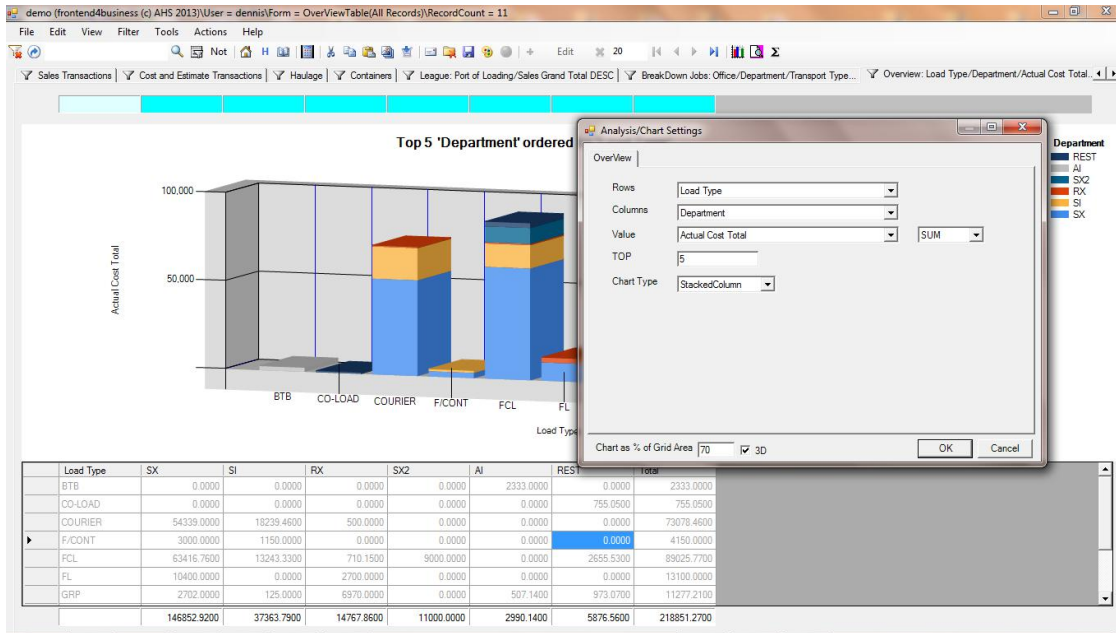 demo (frontend4business (c) AHS 2013)\User = dennis\Form = OverViewTable(All Records)\RecordCount = 11
File Edit View Filter Tools Actions Help
Not H Edit 20 Σ
Sales Transactions Cost and Estimate Transactions Haulage Containers League: Port of Loading/Sales Grand Total DESC BreakDown Jobs: Office/Department/Transport Type... Overview: Load Type/Department/Actual Cost Total...
Top 5 'Department' ordered
Department
REST
AI
SX2
RX
SI
SX
100,000
50,000
Actual Cost Total
BTB CO-LOAD COURIER F/CONT FCL FL
Load Type
Analysis/Chart Settings
OverView
Rows Load Type
Columns Department
Value Actual Cost Total SUM
TOP 5
Chart Type StackedColumn
Chart as % of Grid Area 70 3D OK Cancel
Load Type SX SI RX SX2 AI REST Total
BTB 0.0000 0.0000 0.0000 0.0000 2333.0000 0.0000 2333.0000
CO-LOAD 0.0000 0.0000 0.0000 0.0000 0.0000 755.0500 755.0500
COURIER 54339.0000 18239.4600 500.0000 0.0000 0.0000 0.0000 73078.4600
F/CONT 3000.0000 1150.0000 0.0000 0.0000 0.0000 0.0000 4150.0000
FCL 63416.7600 13243.3300 710.1500 9000.0000 0.0000 2655.5300 89025.7700
FL 10400.0000 0.0000 2700.0000 0.0000 0.0000 0.0000 13100.0000
GRP 2702.0000 125.0000 6970.0000 0.0000 507.1400 973.0700 11277.2100
146852.9200 37363.7900 14767.8600 11000.0000 2990.1400 5876.5600 218851.2700